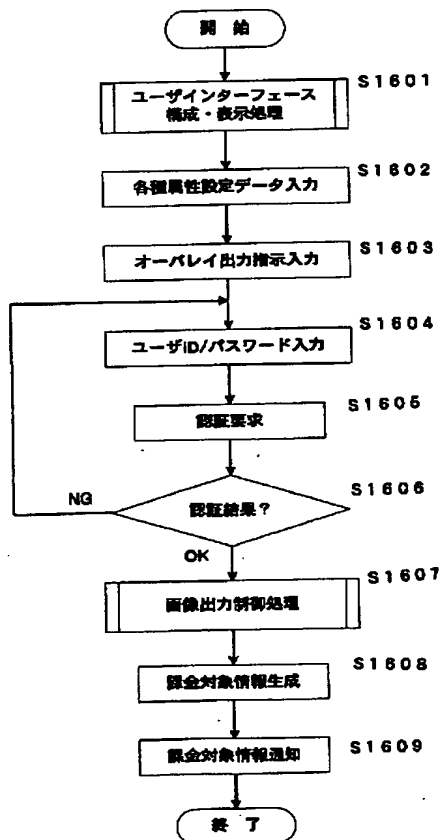 開 始
S1601
ユーザインターフェース
構成・表示処理
S1602
各種属性設定データ入力
S1603
オーバレイ出力指示入力
S1604
ユーザID/パスワード入力
S1605
認証要求
S1606
認証結果?
NG
OK
S1607
画像出力制御処理
S1608
課金対象情報生成
S1609
課金対象情報通知
終 了